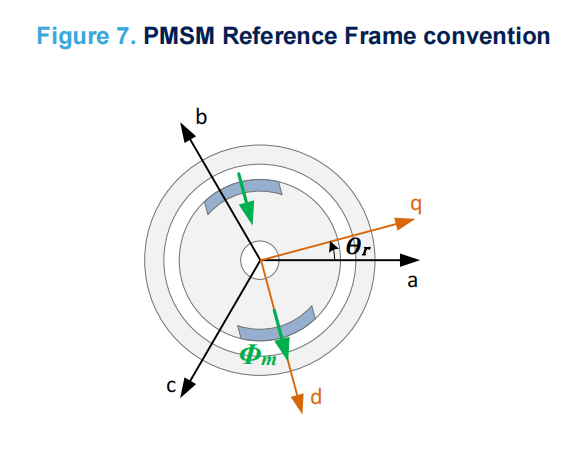 Figure 7. PMSM Reference Frame convention
b
q
θr
a
Φm
c
d